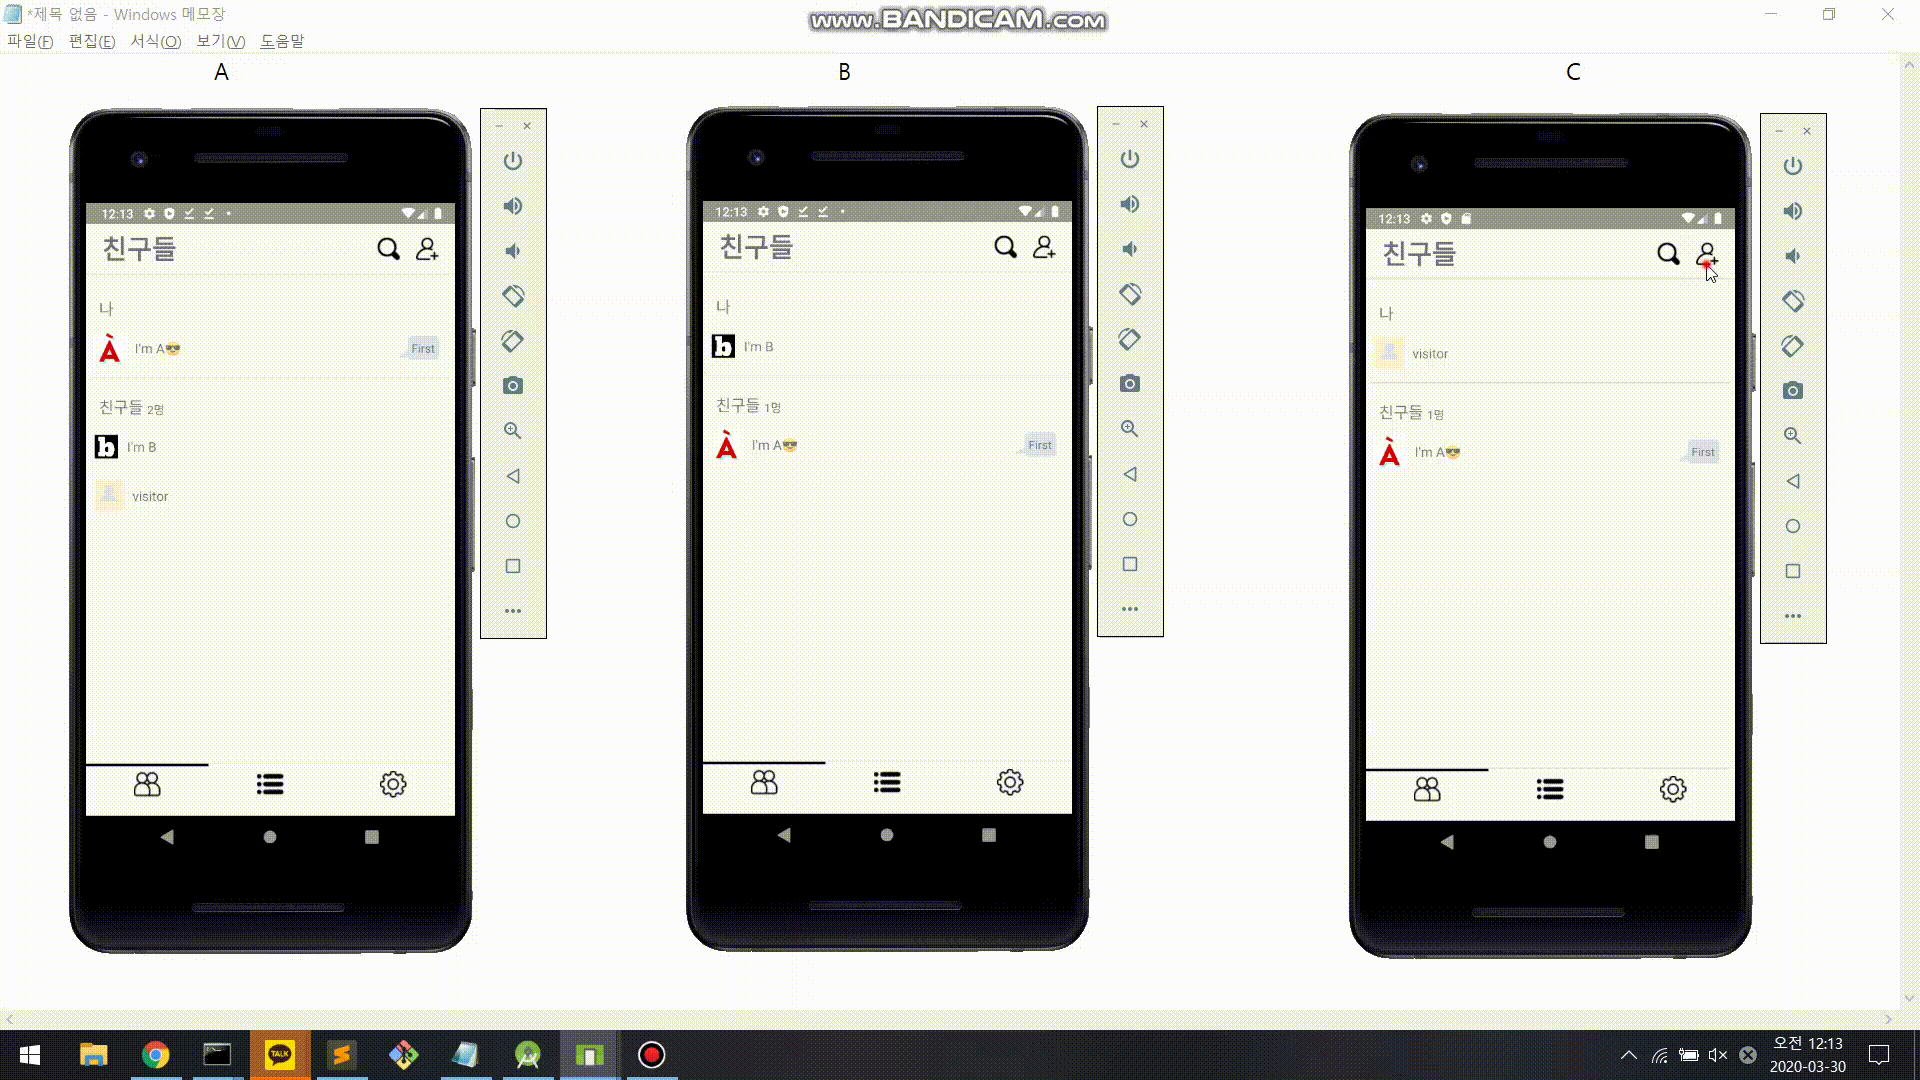 *제목 없음 - Windows 메모장
www.BANDICAM.com
파일(F) 편집(E) 서식(O) 보기(V) 도움말
A
B
C
12:13
친구들
나
I'm A😎
First
친구들 2명
b I'm B
visitor
12:13
친구들
나
b I'm B
친구들 1명
I'm A😎
First
12:13
친구들
나
visitor
친구들 1명
I'm A😎
First
TALK
오전 12:13
2020-03-30